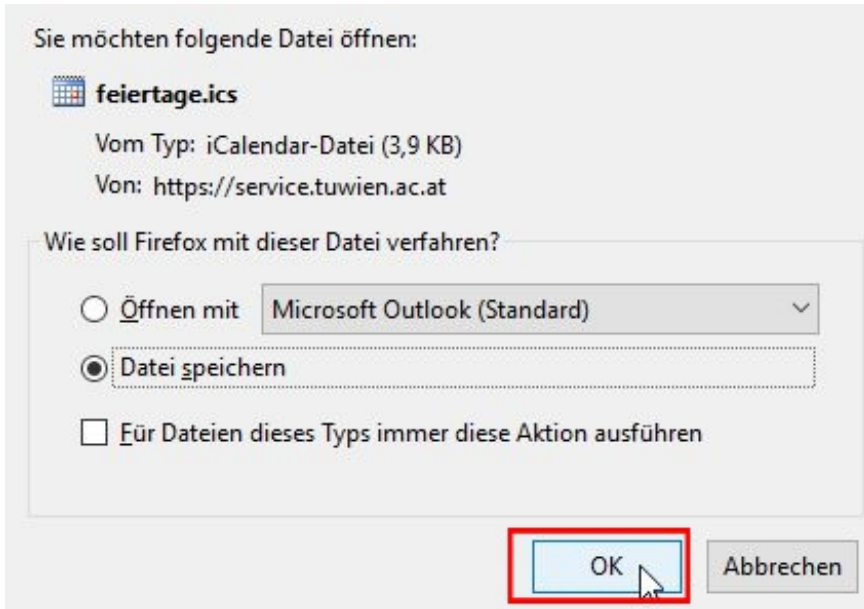 Sie möchten folgende Datei öffnen:
feiertage.ics
Vom Typ: iCalendar-Datei (3,9 KB)
Von: https://service.tuwien.ac.at
Wie soll Firefox mit dieser Datei verfahren?
Öffnen mit Microsoft Outlook (Standard)
Datei speichern
Für Dateien dieses Typs immer diese Aktion ausführen
OK Abbrechen